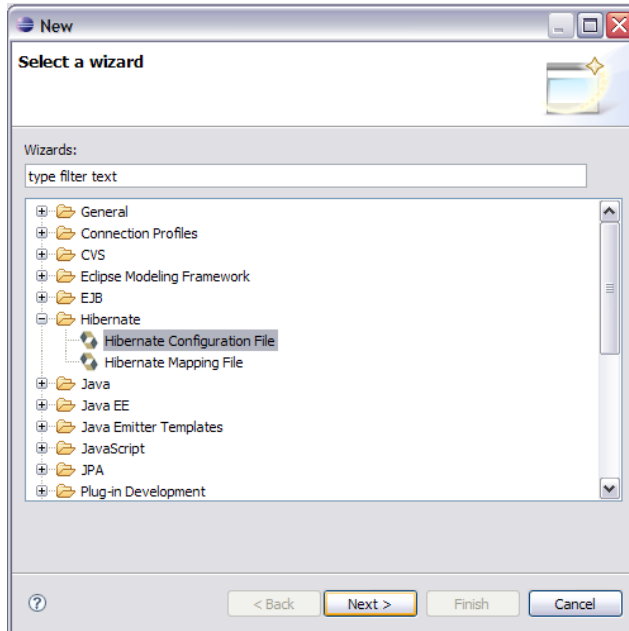 New
Select a wizard
Wizards:
type filter text
General
Connection Profiles
CVS
Eclipse Modeling Framework
EJB
Hibernate
Hibernate Configuration File
Hibernate Mapping File
Java
Java EE
Java Emitter Templates
JavaScript
JPA
Plug-in Development
? < Back Next > Finish Cancel